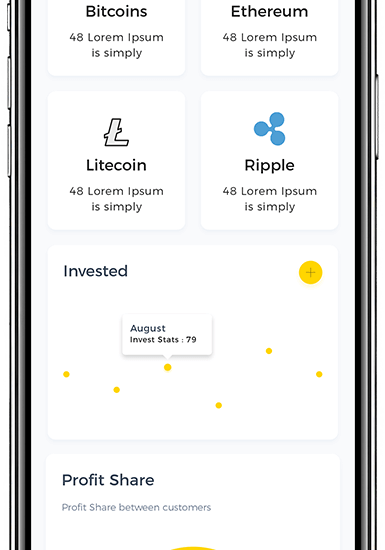 Bitcoins
48 Lorem Ipsum
is simply
Ethereum
48 Lorem Ipsum
is simply
Litecoin
48 Lorem Ipsum
is simply
Ripple
48 Lorem Ipsum
is simply
Invested
August
Invest Stats : 79
Profit Share
Profit Share between customers